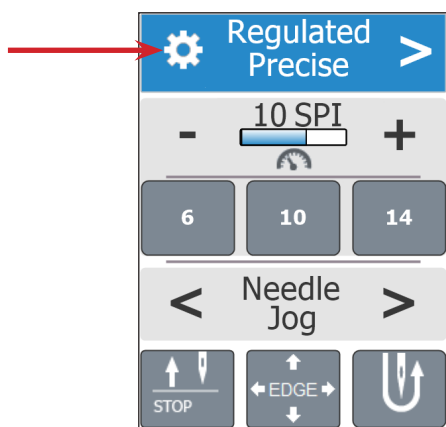 Regulated
Precise
>
10 SPI
- +
6 10 14
< Needle >
Jog
STOP
EDGE